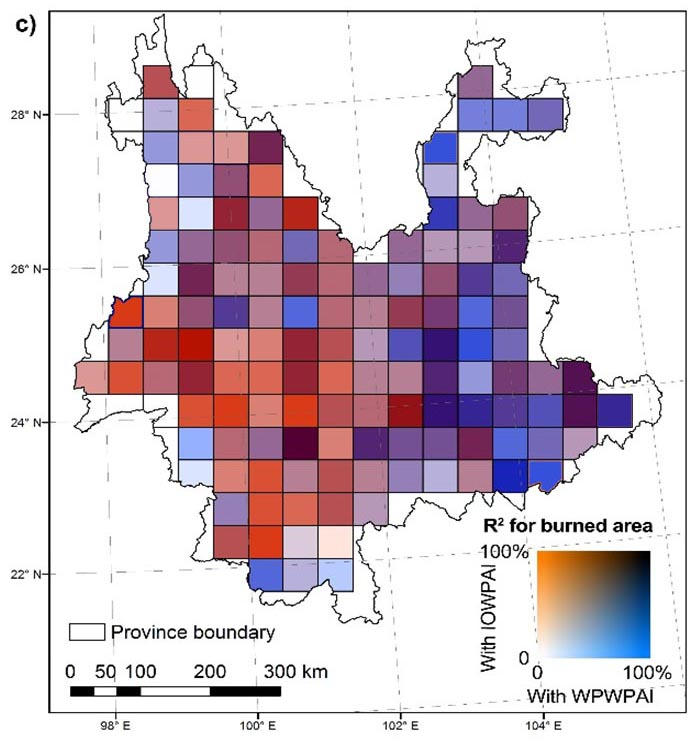 c)
28° N
26° N
24° N
22° N
R² for burned area
100%
With IOWPAI
0
0 100%
With WPWPAI
Province boundary
0 50 100 200 300 km
98° E 100° E 102° E 104° E